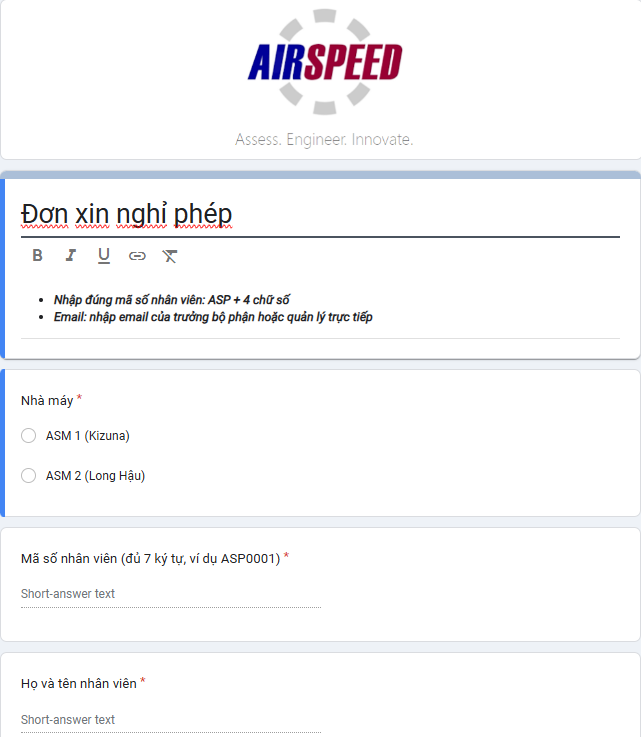 AIRSPEED
Assess. Engineer. Innovate.
Đơn xin nghỉ phép
B I U
Nhập đúng mã số nhân viên: ASP + 4 chữ số
Email: nhập email của trưởng bộ phận hoặc quản lý trực tiếp
Nhà máy *
ASM 1 (Kizuna)
ASM 2 (Long Hậu)
Mã số nhân viên (đủ 7 ký tự, ví dụ ASP0001) *
Short-answer text
Họ và tên nhân viên *
Short-answer text